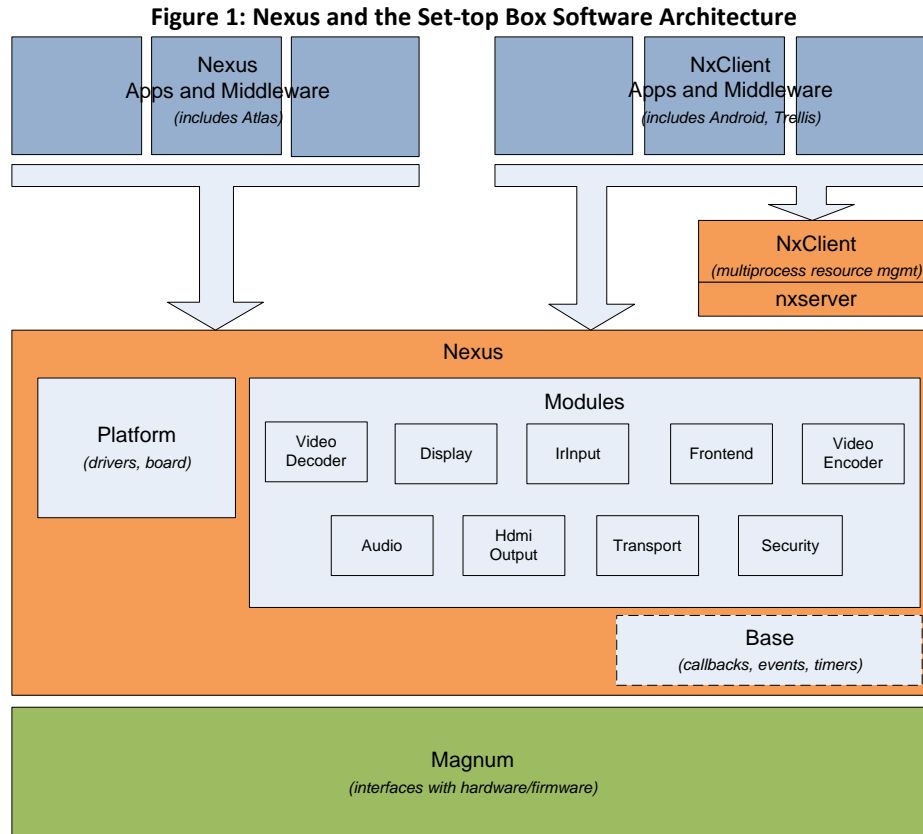 Figure 1: Nexus and the Set-top Box Software Architecture
Nexus
Apps and Middleware
(includes Atlas)
NxClient
Apps and Middleware
(includes Android, Trellis)
NxClient
(multiprocess resource mgmt)
nxserver
Nexus
Platform
(drivers, board)
Modules
Video
Decoder
Display
IrInput
Frontend
Video
Encoder
Audio
Hdmi
Output
Transport
Security
Base
(callbacks, events, timers)
Magnum
(interfaces with hardware/firmware)